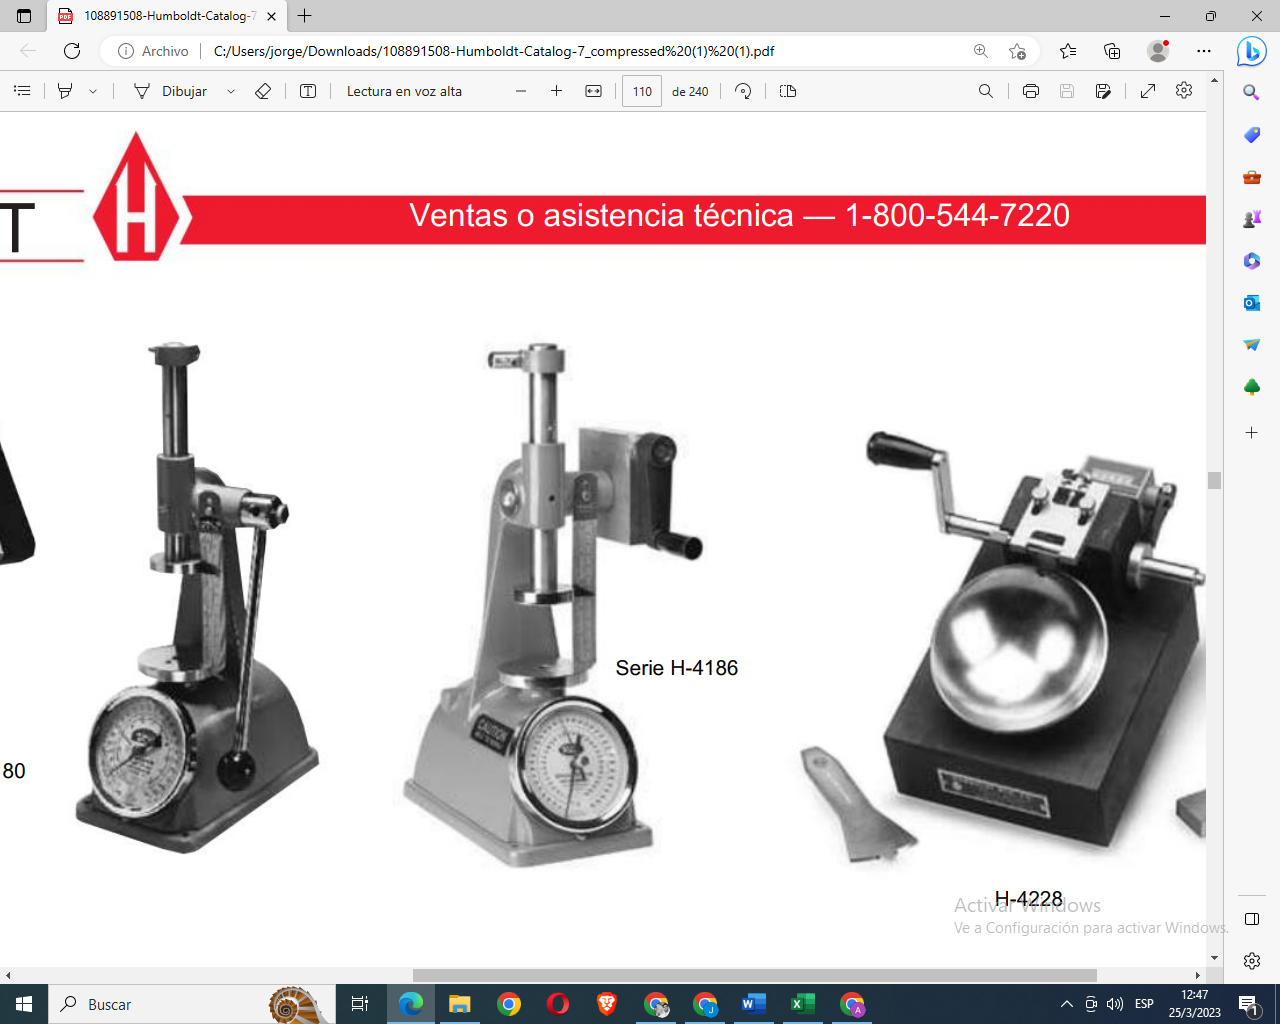 108891508-Humboldt-Catalog-7
Archivo
C:/Users/jorge/Downloads/108891508-Humboldt-Catalog-7_compressed%20(1)%20(1).pdf
Dibujar
Lectura en voz alta
110
de 240
T
H
Ventas o asistencia técnica — 1-800-544-7220
Serie H-4186
CAUTION
80
H-4228
Activar Windows
Ve a Configuración para activar Windows.
Buscar
ESP
12:47
25/3/2023
1